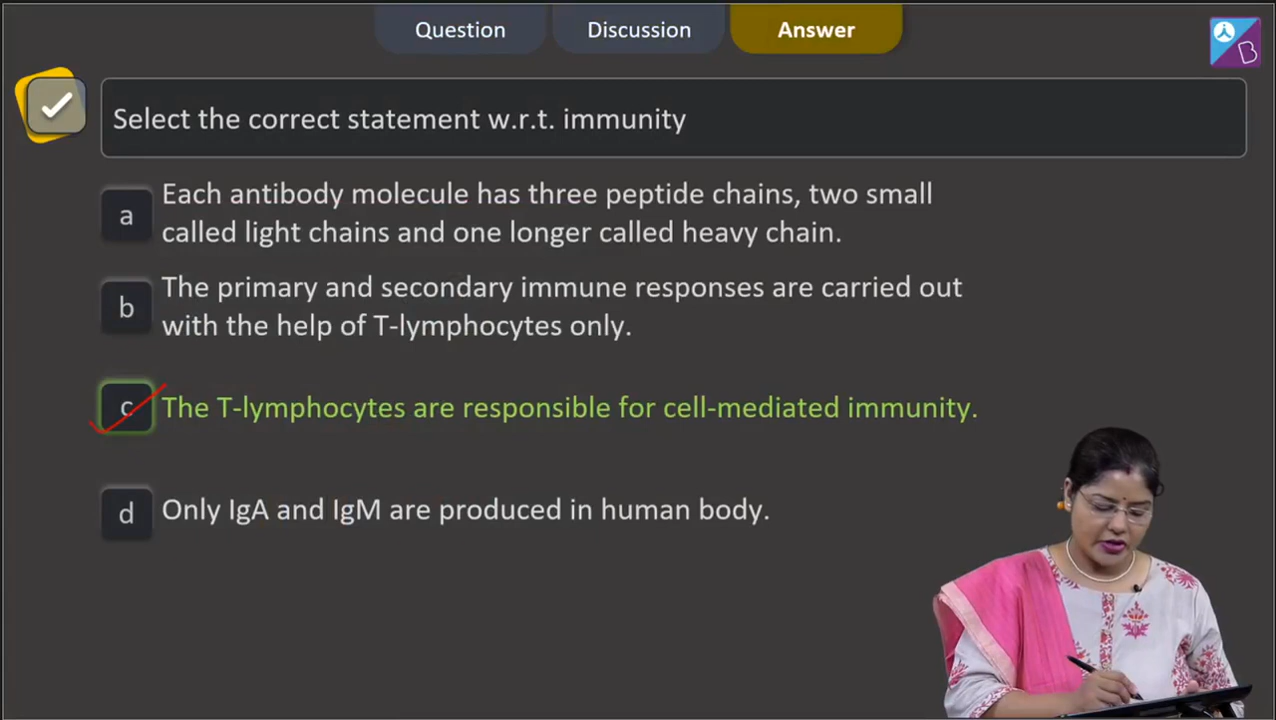 Question Discussion Answer
B
Select the correct statement w.r.t. immunity
a Each antibody molecule has three peptide chains, two small
called light chains and one longer called heavy chain.
b The primary and secondary immune responses are carried out
with the help of T-lymphocytes only.
c The T-lymphocytes are responsible for cell-mediated immunity.
d Only IgA and IgM are produced in human body.